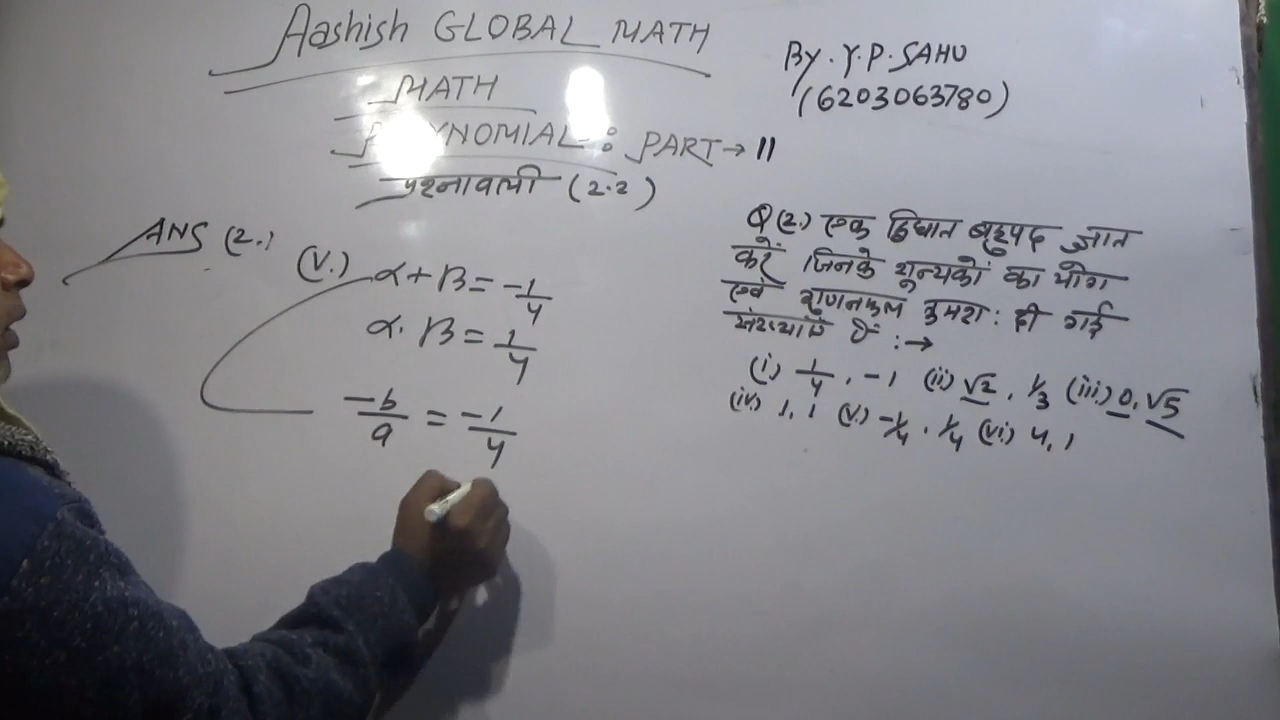 Aashish GLOBAL MATH
By. Y.P. SAHU
(6203063780)
MATH
POLYNOMIAL : PART → 11
प्रश्नावली (2.2)
ANS (2.)
(V.) α + β = -1/4
α . β = 1/4
-b/a = -1/4
Q (2.) एक द्विघात बहुपद ज्ञात
करें जिनके शून्यकों का योग
एवं गुणनफल क्रमश: दी गई
संख्याएँ हैं :→
(i) 1/4 , -1 (ii) √2 , 1/3 (iii) 0, √5
(iv) 1, 1 (v.) -1/4 , 1/4 (vi) 4, 1